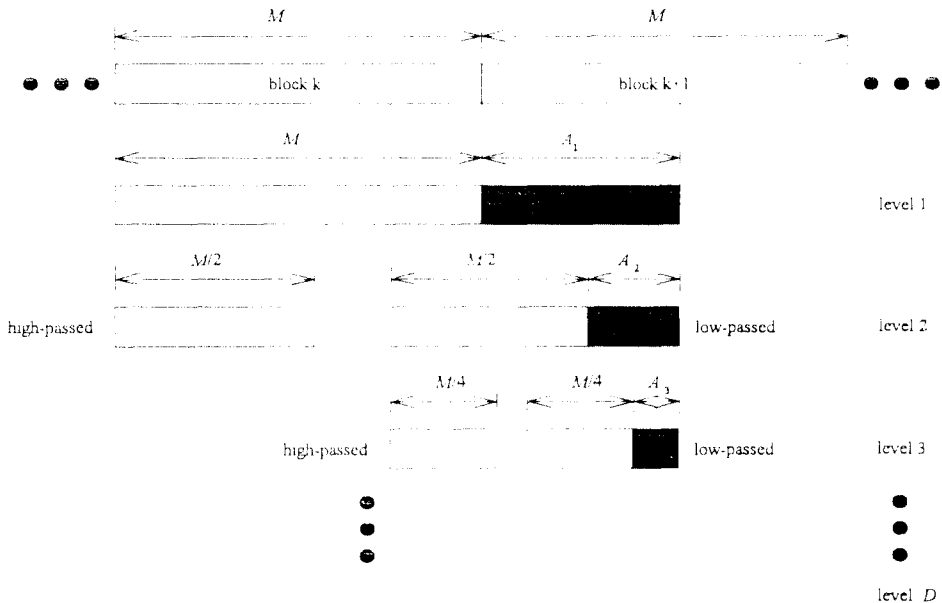 M M
block k block k+1
M A₁
level 1
M/2 M/2 A₂
high-passed low-passed level 2
M/4 M/4 A₃
high-passed low-passed level 3
level D